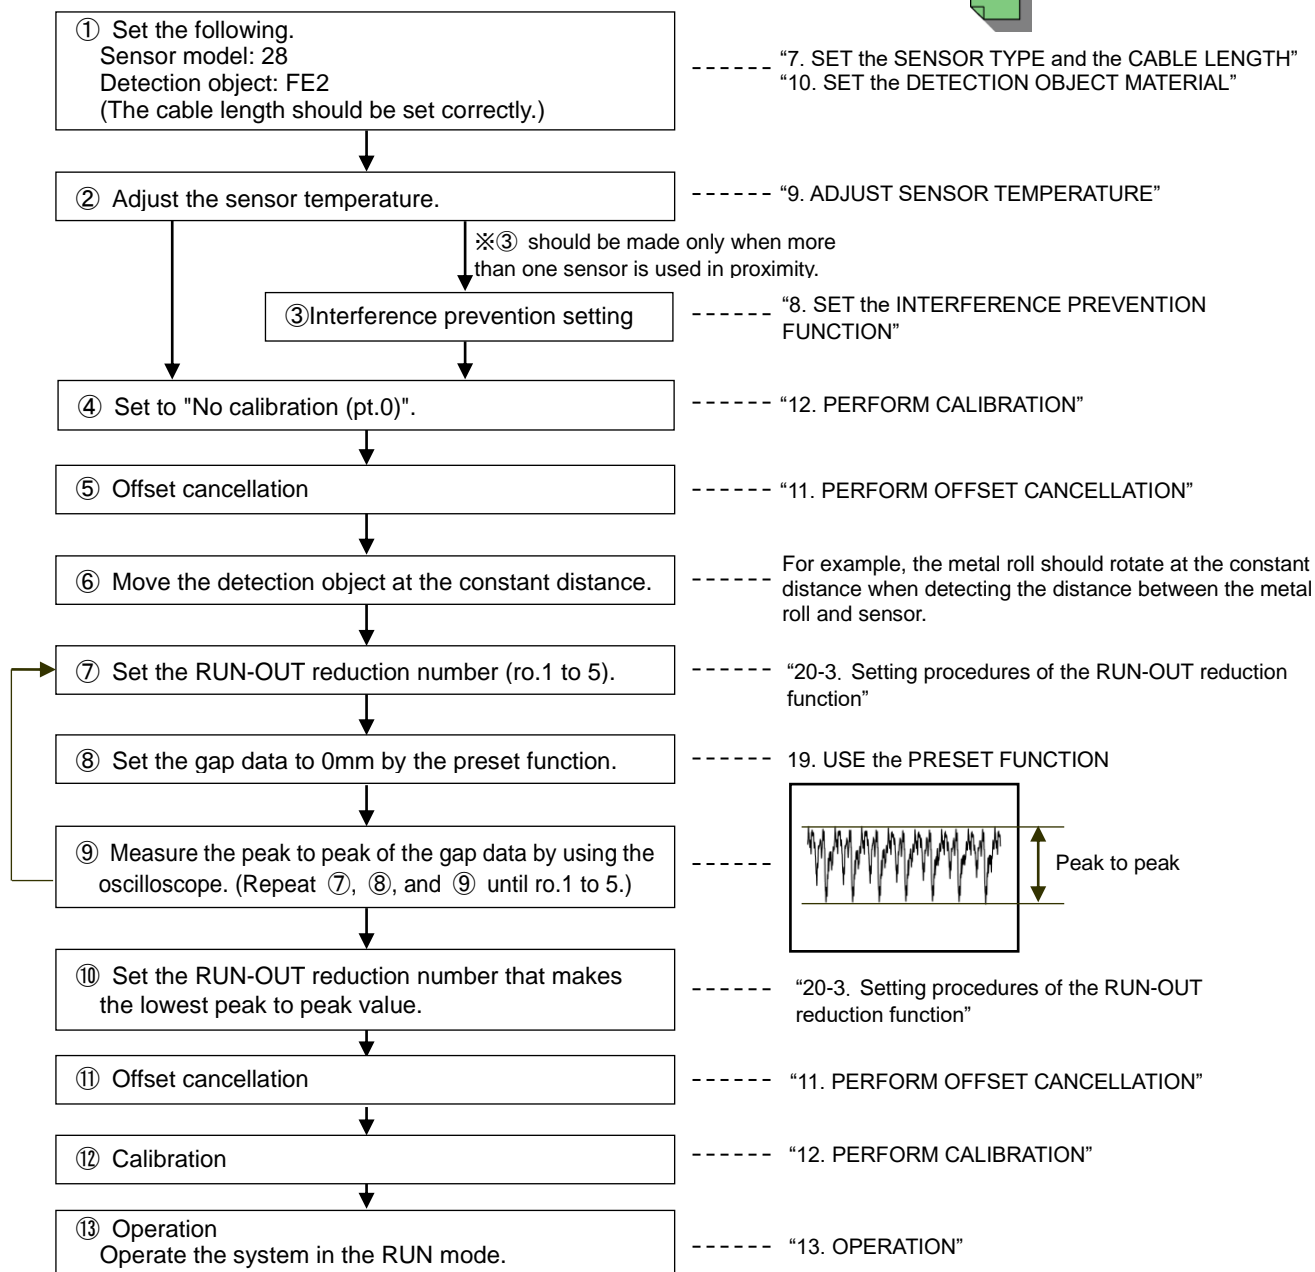 ① Set the following.
Sensor model: 28
Detection object: FE2
(The cable length should be set correctly.)
“7. SET the SENSOR TYPE and the CABLE LENGTH”
“10. SET the DETECTION OBJECT MATERIAL”
② Adjust the sensor temperature.
“9. ADJUST SENSOR TEMPERATURE”
※③ should be made only when more
than one sensor is used in proximity.
③Interference prevention setting
“8. SET the INTERFERENCE PREVENTION
FUNCTION”
④ Set to "No calibration (pt.0)".
“12. PERFORM CALIBRATION”
⑤ Offset cancellation
“11. PERFORM OFFSET CANCELLATION”
⑥ Move the detection object at the constant distance.
For example, the metal roll should rotate at the constant
distance when detecting the distance between the metal
roll and sensor.
⑦ Set the RUN-OUT reduction number (ro.1 to 5).
“20-3. Setting procedures of the RUN-OUT reduction
function”
⑧ Set the gap data to 0mm by the preset function.
19. USE the PRESET FUNCTION
⑨ Measure the peak to peak of the gap data by using the
oscilloscope. (Repeat ⑦, ⑧, and ⑨ until ro.1 to 5.)
Peak to peak
⑩ Set the RUN-OUT reduction number that makes
the lowest peak to peak value.
“20-3. Setting procedures of the RUN-OUT
reduction function”
⑪ Offset cancellation
“11. PERFORM OFFSET CANCELLATION”
⑫ Calibration
“12. PERFORM CALIBRATION”
⑬ Operation
Operate the system in the RUN mode.
“13. OPERATION”